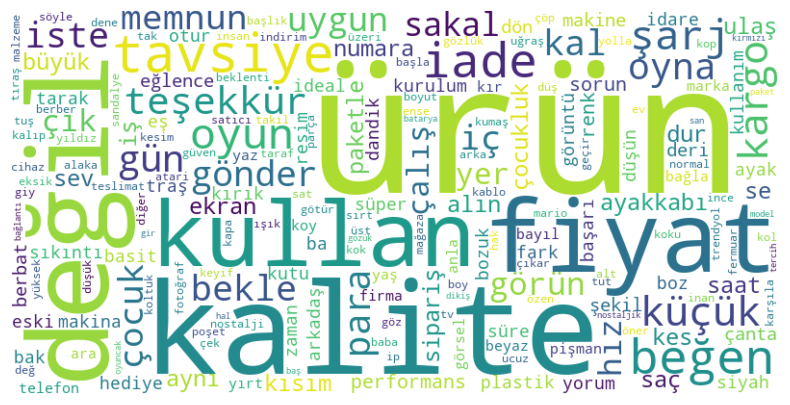 söyle dene başlık üzeri çöp makine idare dön ulaş
malzeme memnun tak otur insan indirim uygun sakal gözlük uğraş yolla kırmızı
iste tavsiye numara kal şarj
büyük eğlence beklenti iade başla kop oyna
tıraş tarak ideal kurulum kır sorun kullanım marka kargo
berber teşekkür ürün
tuş çık iş eş satıcı takıl resim paketle dandik iç boyut düş ev paket
kalıp yıldız kesim parça çalış ense batarya çocukluk görüntü renk san
değil alaka gün yaz güven taraf oyun kumaş dur düşün
cihaz atari gönder arka yer geçir deri normal
eksik teslimat traş sat kablo bağla ayak
sev kırık süper alın ayakkabı se
giy diğer ekran götür sırt mario ince model
bağlantı gir kullan fiyat
sıkıntı kapa ışık koy üst mağaza anla bayıl başarı trendyol kol
berbat basit ba gözük kok bozuk hak fark koku fermuar tercih
yüksek düşük koltuk bekle kutu yaş boy çıkar boz saat inan
çocuk fotoğraf keyif para firma görün alt şekil karşıla
eski makina nostalji zaman arkadaş göz sipariş tv dikiş özen tut küçük
bak ara poşet hal kalite görsel süre beyaz hız kes öner çanta
değ oyuncak çek baba ip ucuz pişman nostaljik
telefon hediye aynı baş yırt kısım performans plastik yorum saç beğen siyah
sandalye